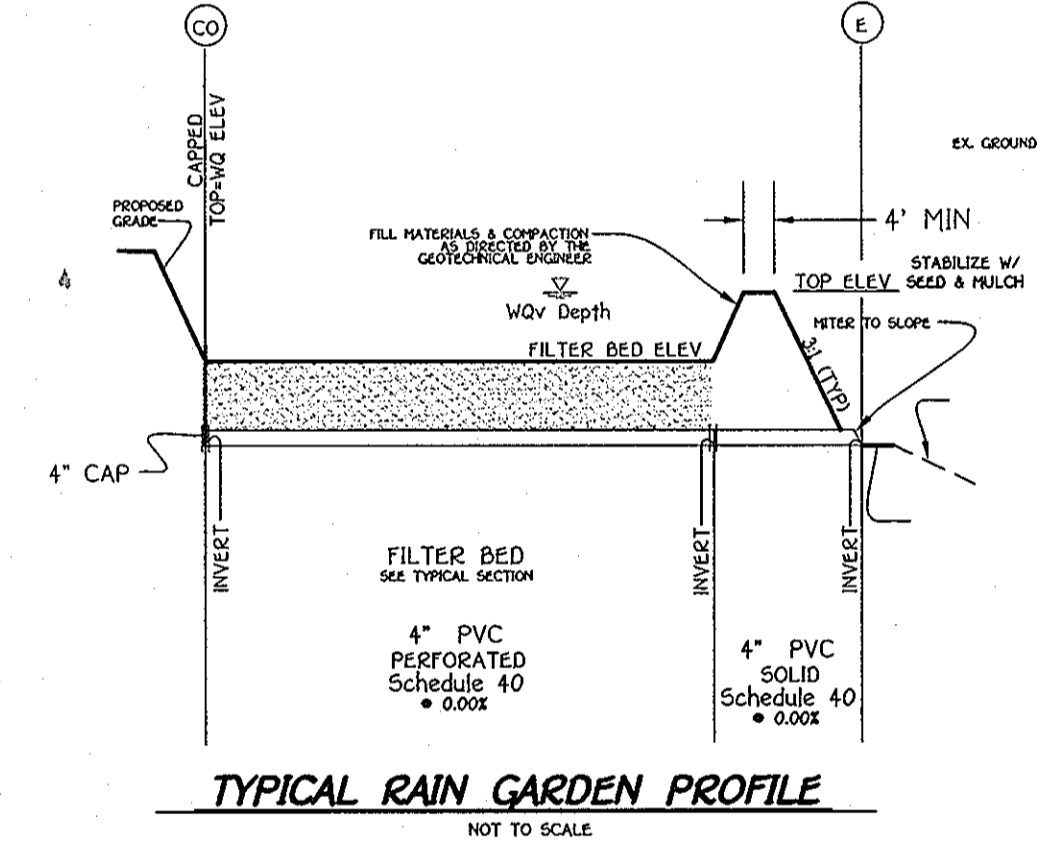 CO
E
CAPPED
TOP=WQ ELEV
EX. GROUND
PROPOSED
GRADE
FILL MATERIALS & COMPACTION
AS DIRECTED BY THE
GEOTECHNICAL ENGINEER
4' MIN
WQv Depth
TOP ELEV
STABILIZE W/
SEED & MULCH
MITER TO SLOPE
FILTER BED ELEV
3:1 (TYP)
4" CAP
INVERT
INVERT
INVERT
FILTER BED
SEE TYPICAL SECTION
4" PVC
PERFORATED
Schedule 40
@ 0.00%
4" PVC
SOLID
Schedule 40
@ 0.00%
TYPICAL RAIN GARDEN PROFILE
NOT TO SCALE